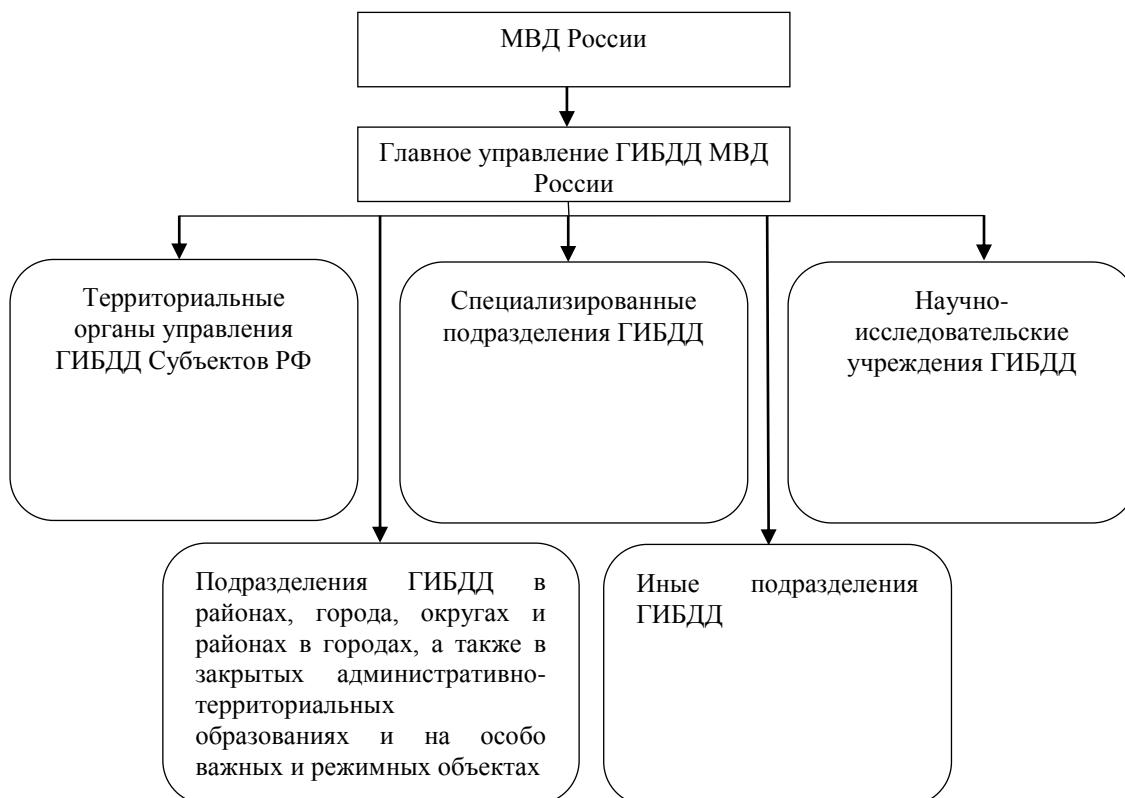 МВД России
Главное управление ГИБДД МВД
России
Территориальные
органы управления
ГИБДД Субъектов РФ
Специализированные
подразделения ГИБДД
Научно-
исследовательские
учреждения ГИБДД
Подразделения ГИБДД в
районах, города, округах и
районах в городах, а также в
закрытых административно-
территориальных
образованиях и на особо
важных и режимных объектах
Иные подразделения
ГИБДД